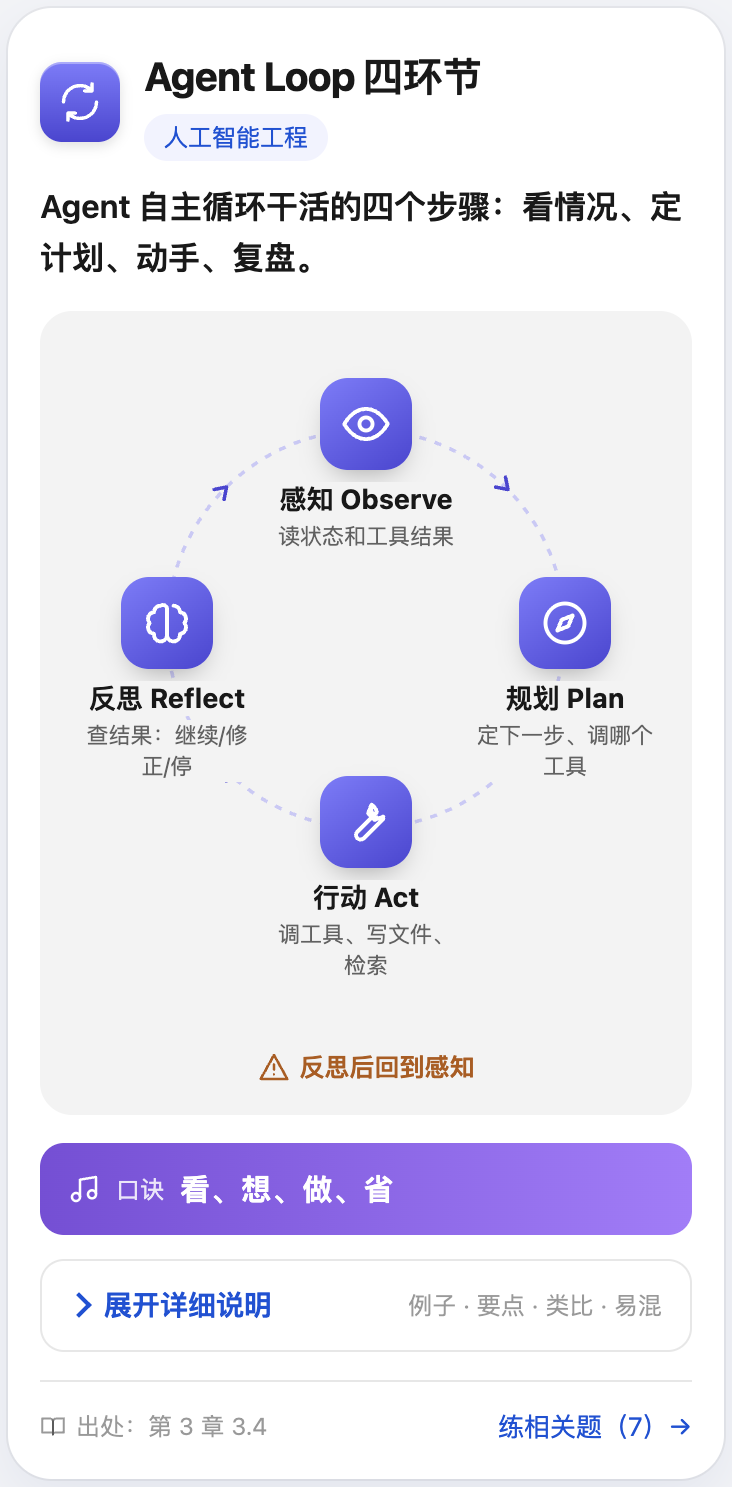 Agent Loop 四环节
人工智能工程
Agent 自主循环干活的四个步骤：看情况、定
计划、动手、复盘。
感知 Observe
读状态和工具结果
反思 Reflect
查结果：继续/修
正/停
规划 Plan
定下一步、调哪个
工具
行动 Act
调工具、写文件、
检索
反思后回到感知
口诀 看、想、做、省
展开详细说明
例子 · 要点 · 类比 · 易混
出处：第 3 章 3.4
练相关题（7）